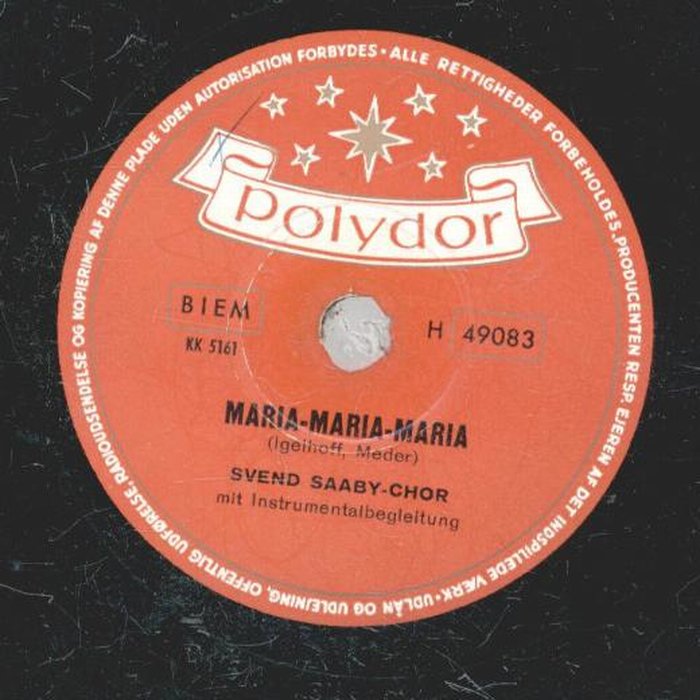 ALLE RETTIGHEDER FORBEHOLDES, PRODUCENTEN RESP. EJEREN AF DET INDSPILLEDE VÆRK • UDLÅN OG UDLEJNING, OFFENTLIG UDFØRELSE, RADIOUDSENDELSE OG KOPIERING AF DENNE PLADE UDEN AUTORISATION FORBYDES •
polydor
BIEM
H 49083
KK 5161
MARIA-MARIA-MARIA
(Igelhoff, Meder)
SVEND SAABY-CHOR
mit Instrumentalbegleitung